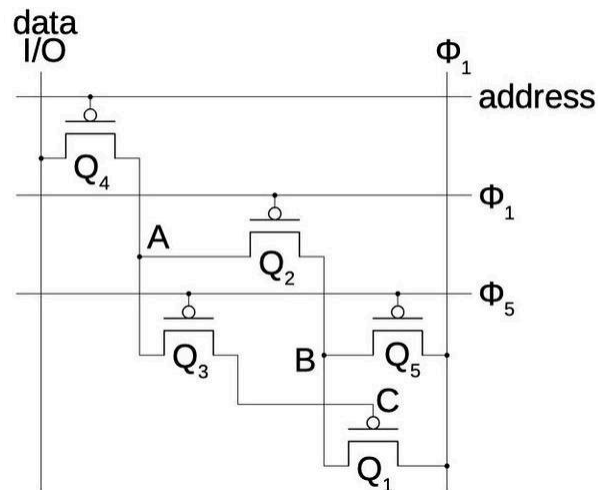 data
I/O
Φ₁
address
Q₄
Φ₁
A
Q₂
Φ₅
Q₃
B
Q₅
C
Q₁